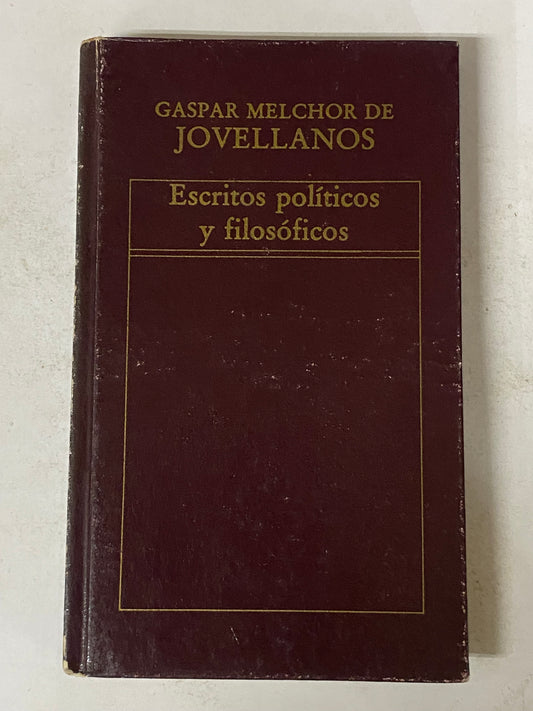 GASPAR MELCHOR DE
JOVELLANOS
Escritos políticos
y filosóficos